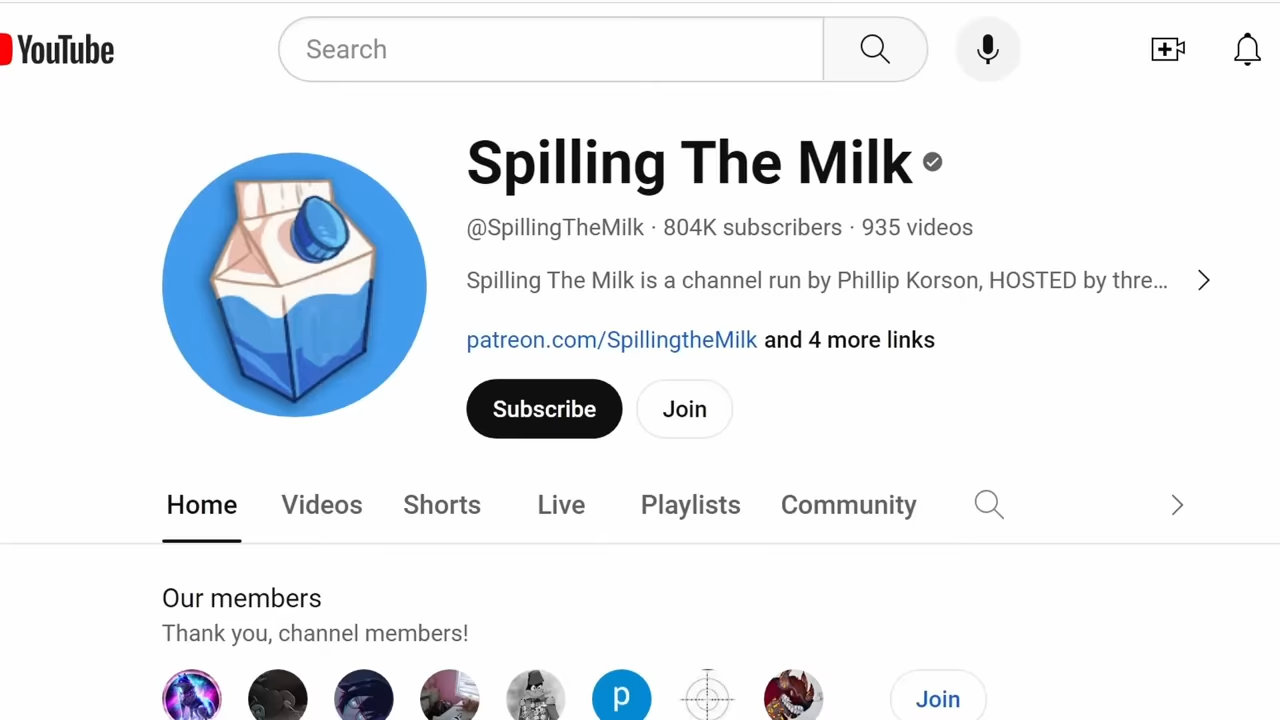 YouTube
Search
Spilling The Milk
@SpillingTheMilk · 804K subscribers · 935 videos
Spilling The Milk is a channel run by Phillip Korson, HOSTED by thre...
patreon.com/SpillingtheMilk and 4 more links
Subscribe Join
Home Videos Shorts Live Playlists Community
Our members
Thank you, channel members!
p
Join